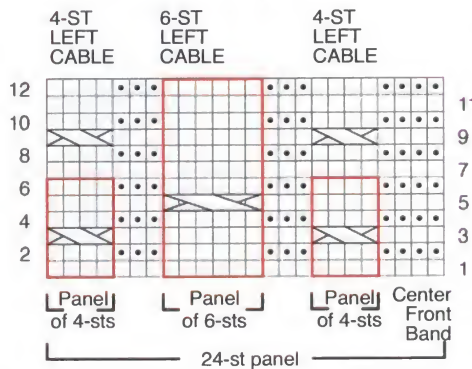 4-ST
LEFT
CABLE
6-ST
LEFT
CABLE
4-ST
LEFT
CABLE
12
10
8
6
4
2
11
9
7
5
3
1
Panel
of 4-sts
Panel
of 6-sts
Panel
of 4-sts
Center
Front
Band
24-st panel